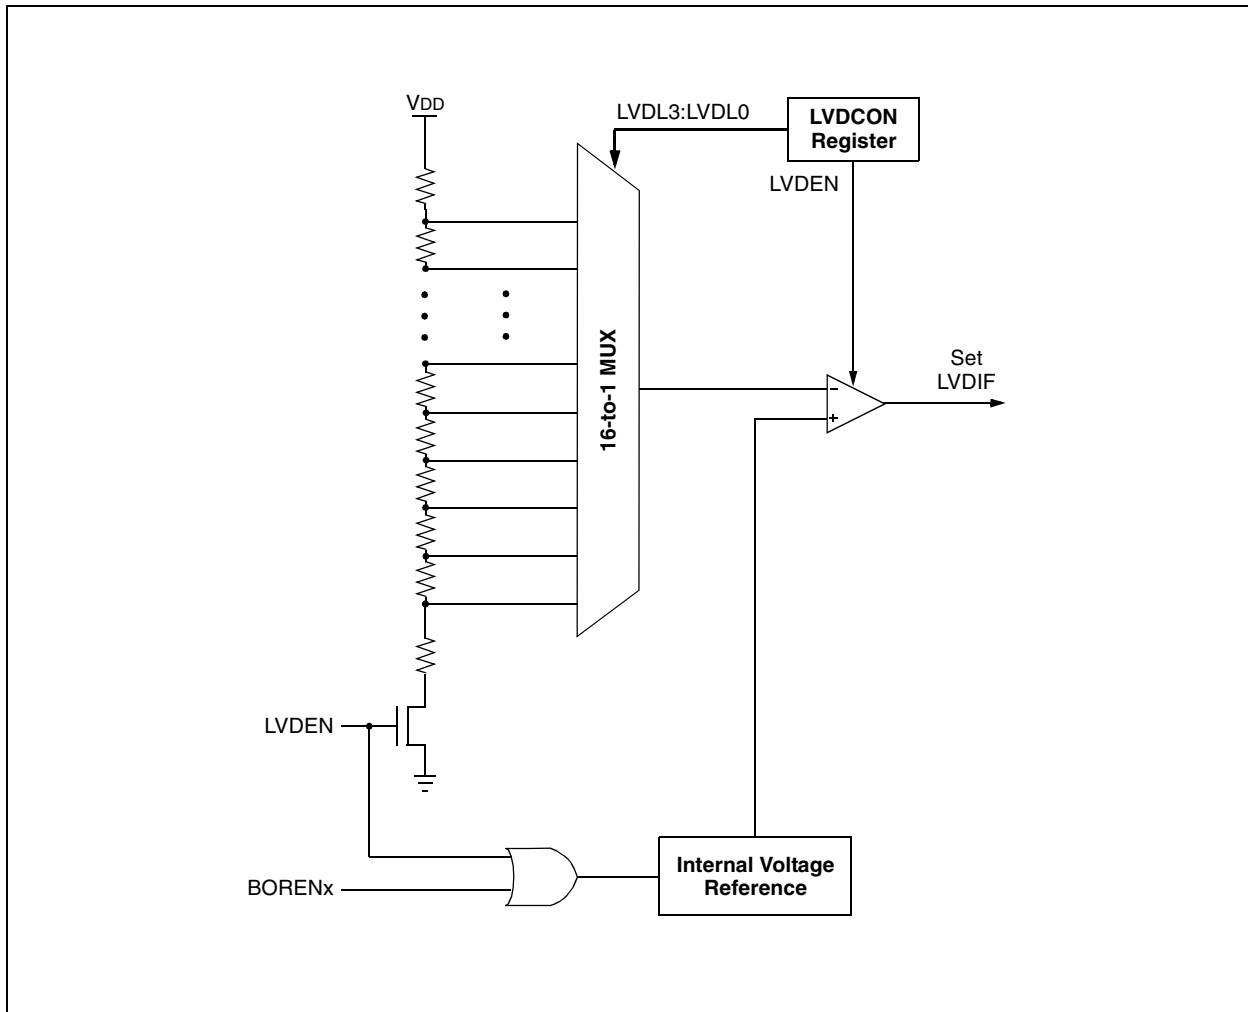 VDD
LVDL3:LVDL0
LVDCON
Register
LVDEN
16-to-1 MUX
-
+
Set
LVDIF
LVDEN
BORENx
Internal Voltage
Reference